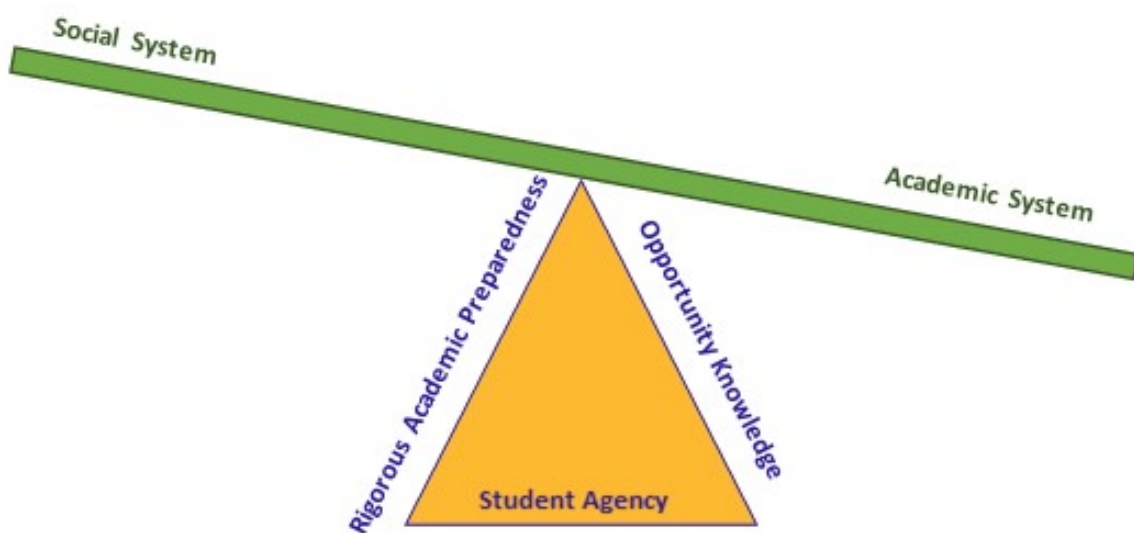 Social System
Academic System
Rigorous Academic Preparedness
Opportunity Knowledge
Student Agency